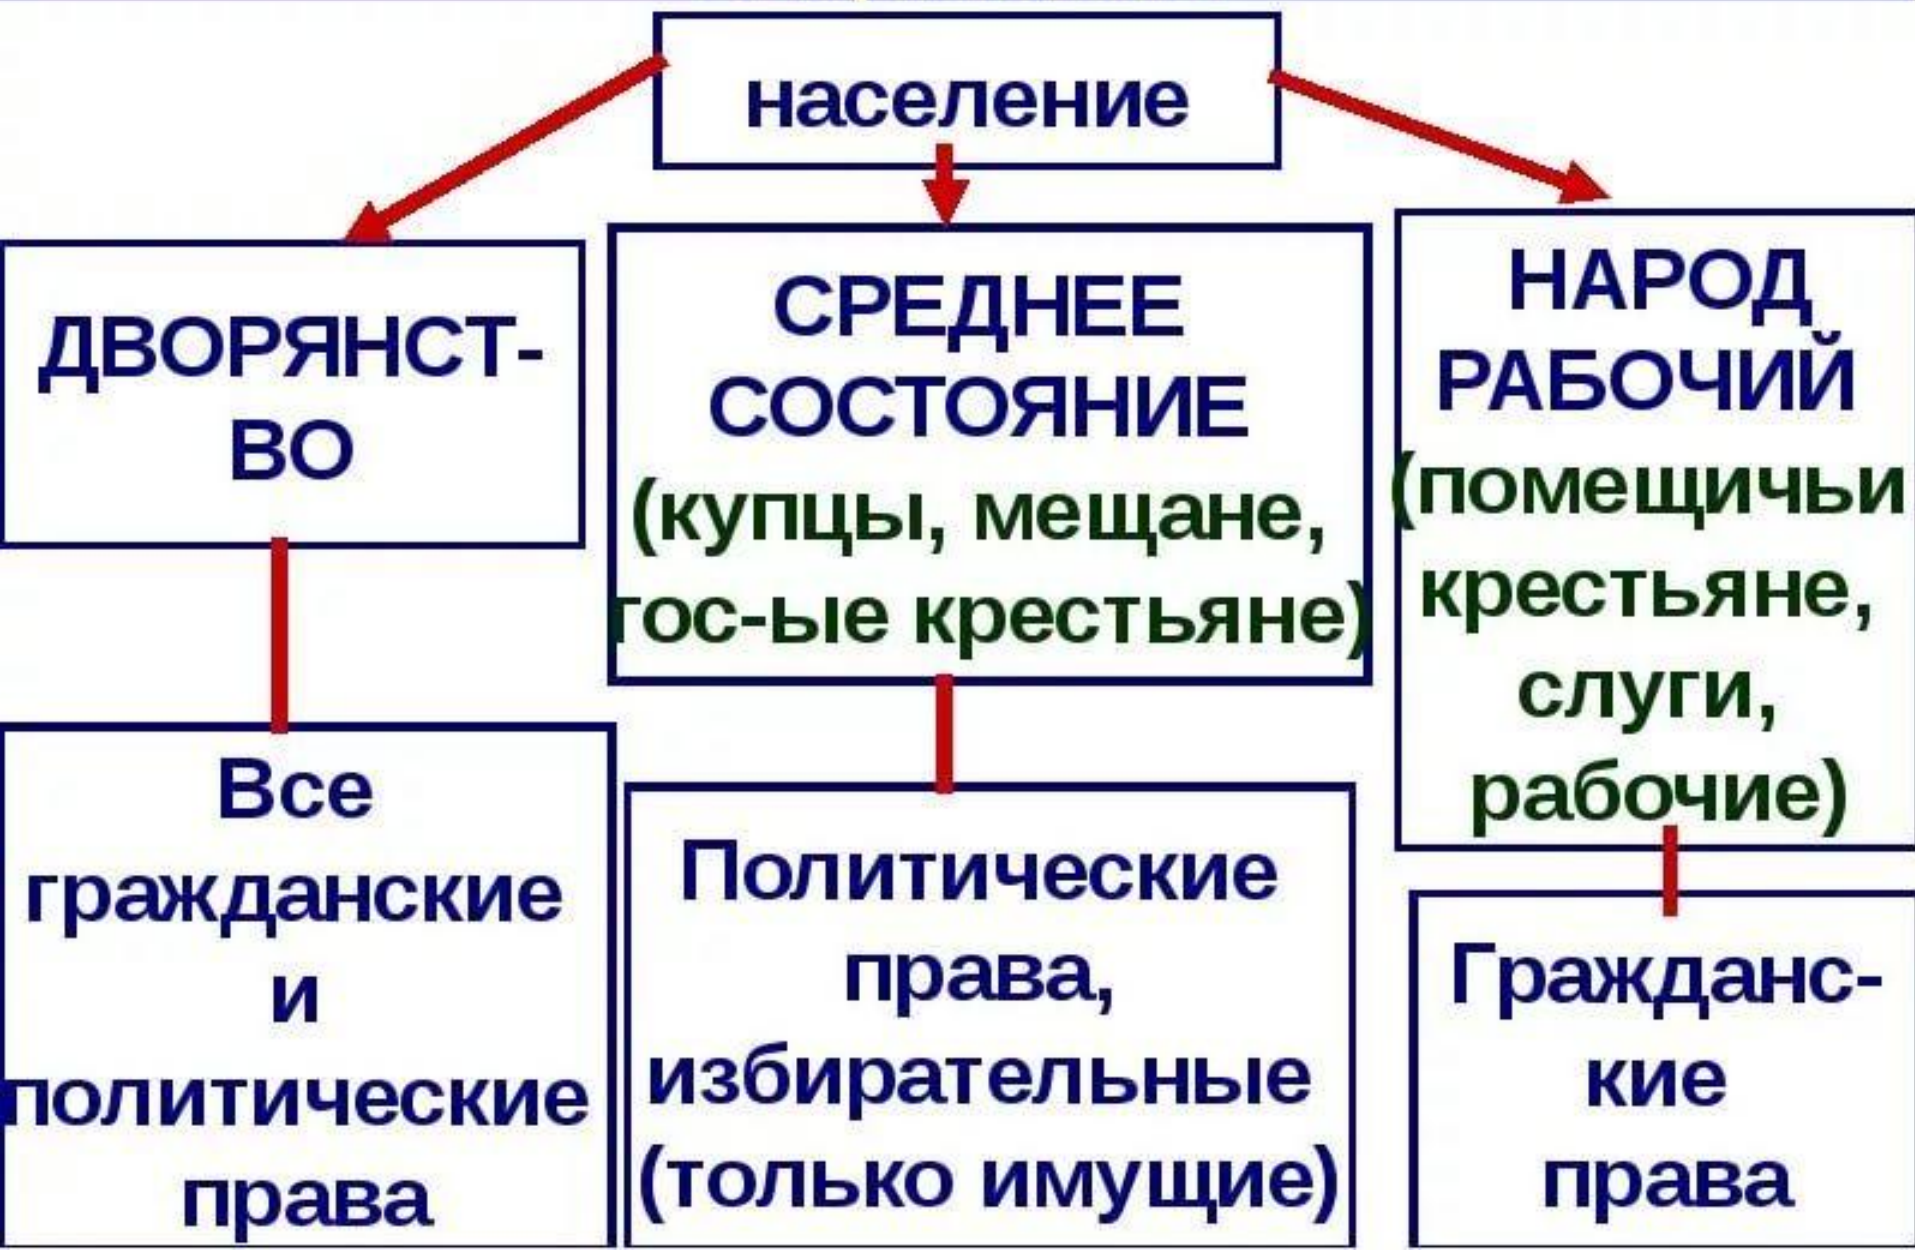 население
ДВОРЯНСТ-
ВО
СРЕДНЕЕ
СОСТОЯНИЕ
(купцы, мещане,
гос-ые крестьяне)
НАРОД
РАБОЧИЙ
(помещичьи
крестьяне,
слуги,
рабочие)
Все
гражданские
и
политические
права
Политические
права,
избирательные
(только имущие)
Гражданс-
кие
права